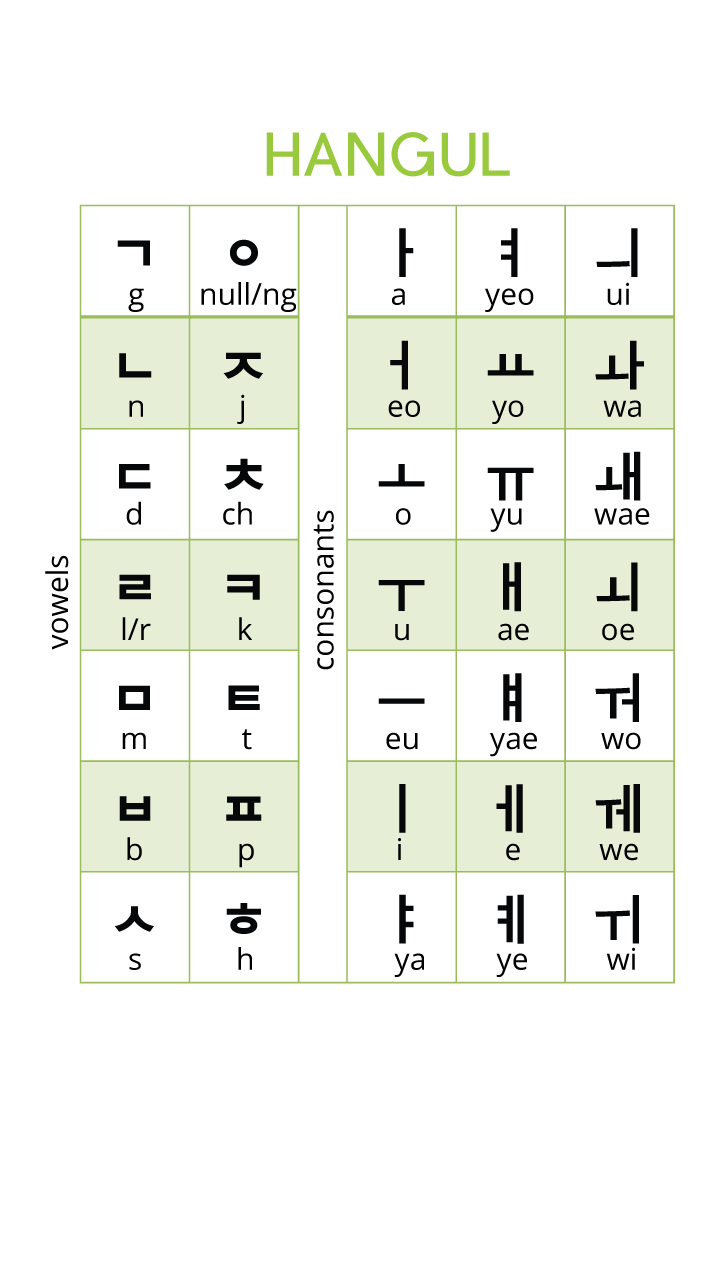 HANGUL
vowels
consonants
ㄱ ㅇ ㅏ ㅕ ㅢ
g null/ng a yeo ui
ㄴ ㅈ ㅓ ㅛ ㅘ
n j eo yo wa
ㄷ ㅊ ㅗ ㅠ ㅙ
d ch o yu wae
ㄹ ㅋ ㅜ ㅐ ㅚ
l/r k u ae oe
ㅁ ㅌ ㅡ ㅒ ㅝ
m t eu yae wo
ㅂ ㅍ ㅣ ㅔ ㅞ
b p i e we
ㅅ ㅎ ㅑ ㅖ ㅟ
s h ya ye wi